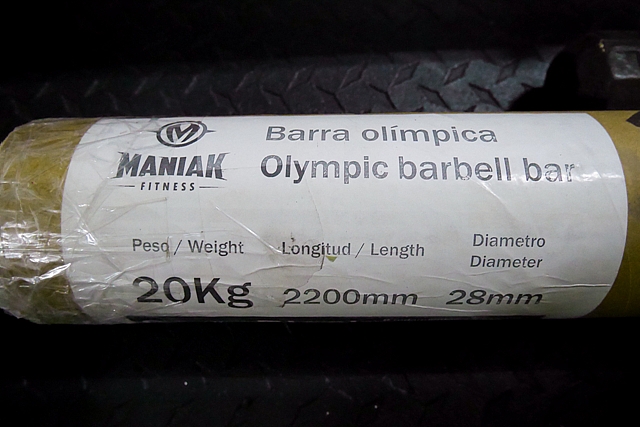 M
Barra olímpica
MANIAK
FITNESS
Olympic barbell bar
Peso / Weight
Longitud / Length
Diametro
Diameter
20Kg
2200mm
28mm